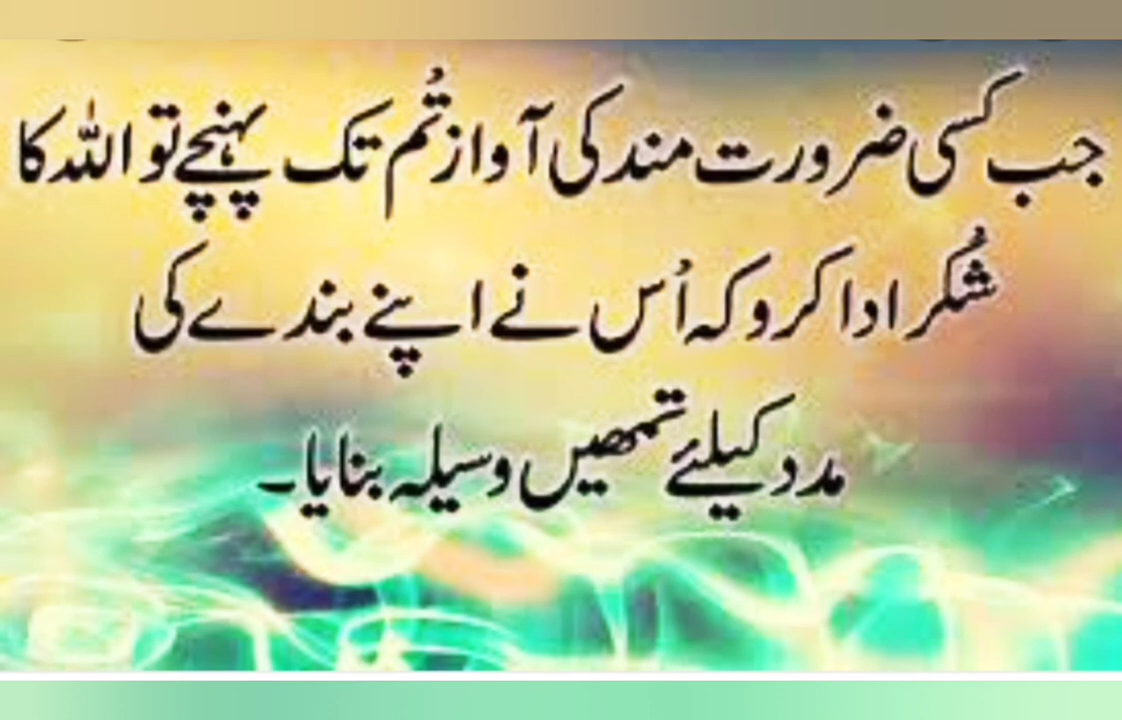 جب کسی ضرورت مند کی آواز تُم تک پہنچے تو اللہ کا
شُکر ادا کرو کہ اُس نے اپنے بندے کی
مدد کیلئے تمھیں وسیلہ بنایا۔